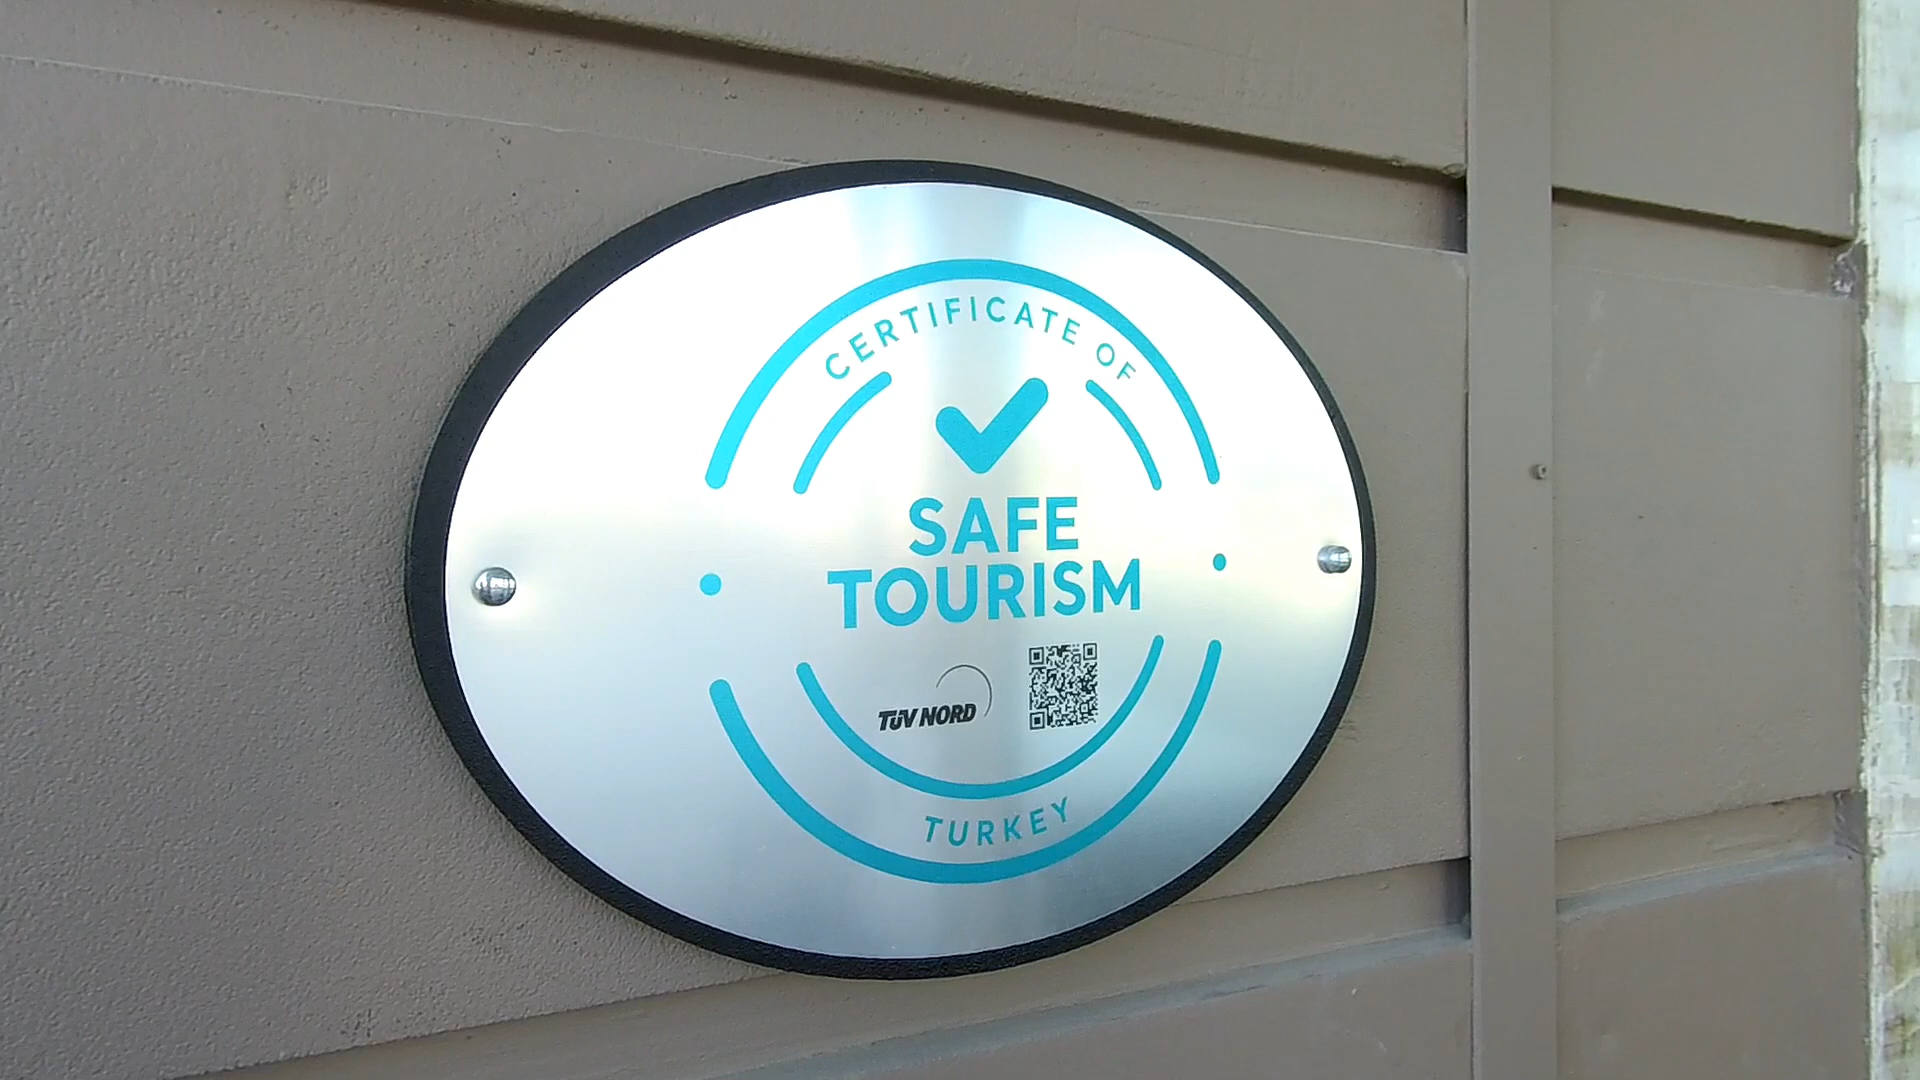 CERTIFICATE OF
SAFE
TOURISM
TÜV NORD
TURKEY